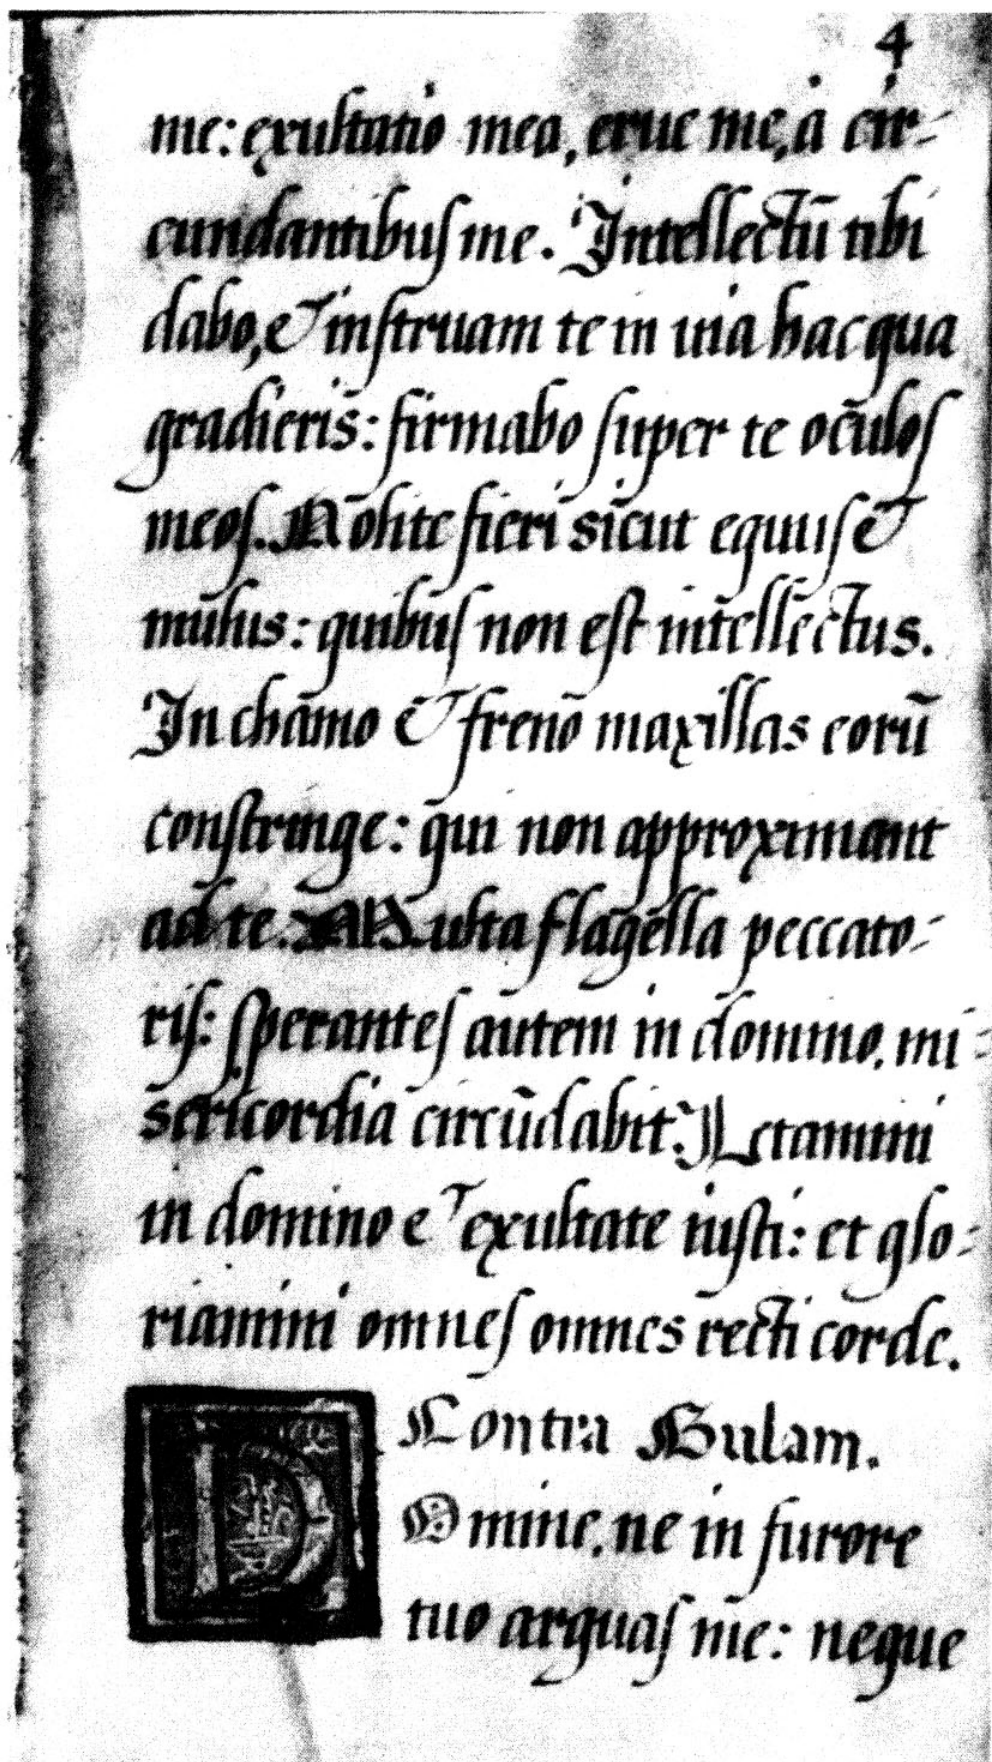 4
me: exultatio mea, erue me, a cir-
cundantibus me. Intellectū tibi
dabo, et instruam te in uia hac qua
gradieris: firmabo super te oculos
meos. Nolite fieri sicut equus et
mulus: quibus non est intellectus.
In chamo et freno maxillas eorū
constringe: qui non approximant
ad te. Multa flagella peccato-
ris: sperantes autem in domino. mi-
sericordia circūdabit. Letamini
in domino et exultate iusti: et glo-
riamini omnes omnes recti corde.
Contra Gulam.
DOmine, ne in furore
tuo arguas me: neque